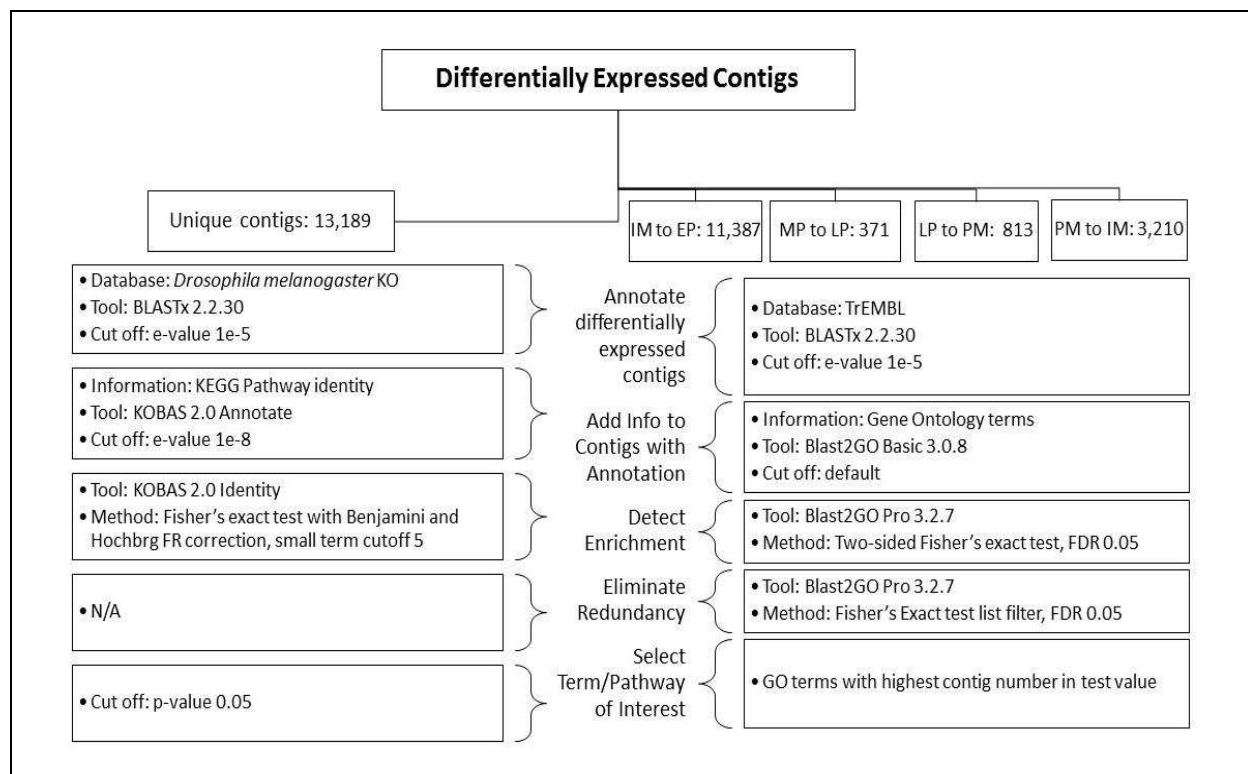 Differentially Expressed Contigs
Unique contigs: 13,189
IM to EP: 11,387
MP to LP: 371
LP to PM: 813
PM to IM: 3,210
• Database: Drosophila melanogaster KO
• Tool: BLASTx 2.2.30
• Cut off: e-value 1e-5
Annotate
differentially
expressed
contigs
• Database: TrEMBL
• Tool: BLASTx 2.2.30
• Cut off: e-value 1e-5
• Information: KEGG Pathway identity
• Tool: KOBAS 2.0 Annotate
• Cut off: e-value 1e-8
Add Info to
Contigs with
Annotation
• Information: Gene Ontology terms
• Tool: Blast2GO Basic 3.0.8
• Cut off: default
• Tool: KOBAS 2.0 Identity
• Method: Fisher's exact test with Benjamini and
Hochbrg FR correction, small term cutoff 5
Detect
Enrichment
• Tool: Blast2GO Pro 3.2.7
• Method: Two-sided Fisher's exact test, FDR 0.05
• N/A
Eliminate
Redundancy
• Tool: Blast2GO Pro 3.2.7
• Method: Fisher's Exact test list filter, FDR 0.05
• Cut off: p-value 0.05
Select
Term/Pathway
of Interest
• GO terms with highest contig number in test value